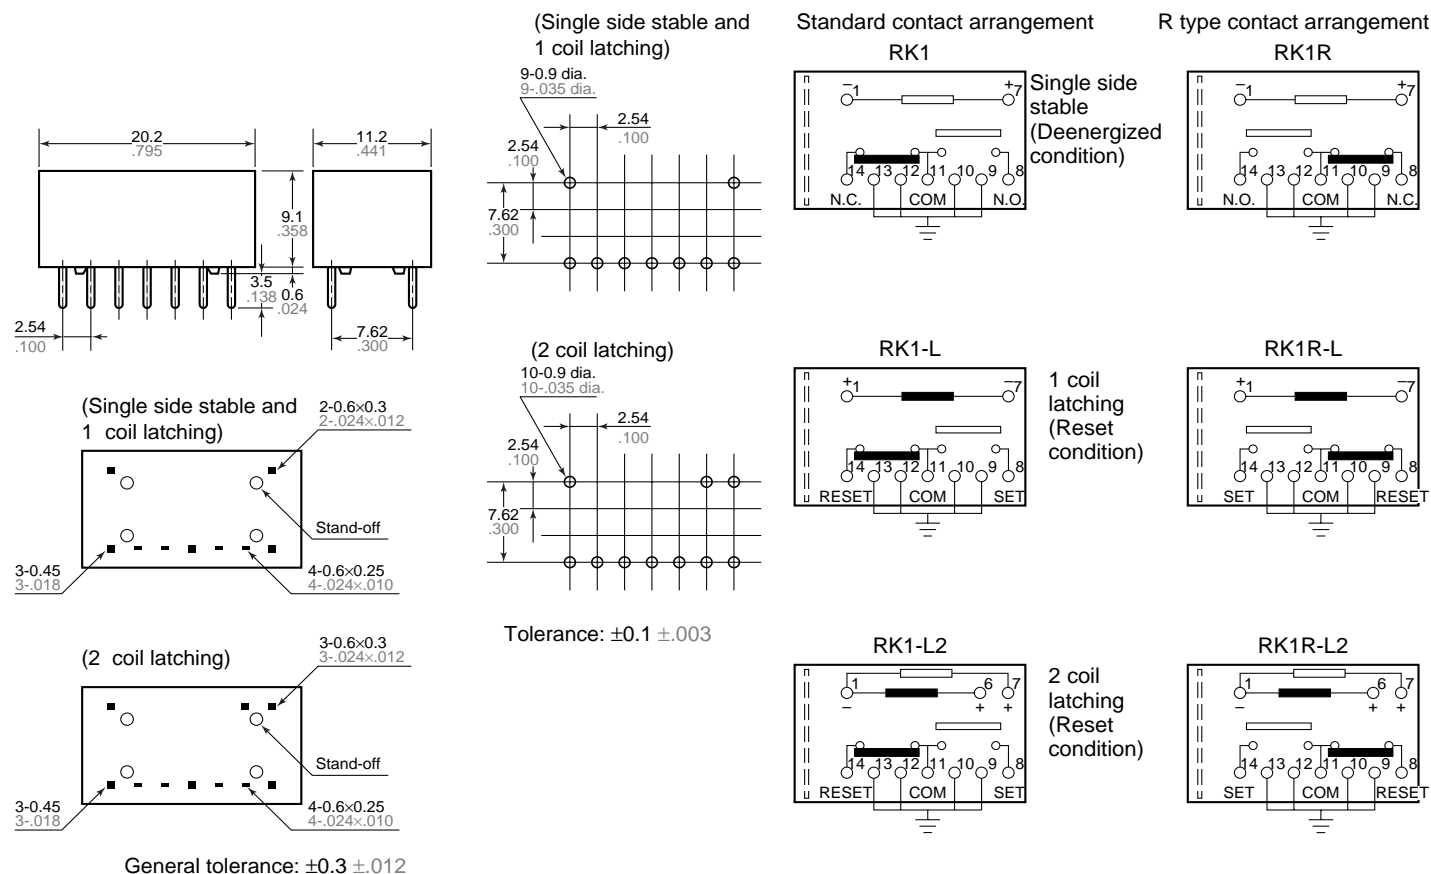 20.2
.795
11.2
.441
9.1
.358
3.5
.138
0.6
.024
2.54
.100
7.62
.300
(Single side stable and
1 coil latching)
2-0.6×0.3
2-.024×.012
Stand-off
3-0.45
3-.018
4-0.6×0.25
4-.024×.010
(2 coil latching)
3-0.6×0.3
3-.024×.012
Stand-off
3-0.45
3-.018
4-0.6×0.25
4-.024×.010
General tolerance: ±0.3 ±.012
(Single side stable and
1 coil latching)
9-0.9 dia.
9-.035 dia.
2.54
.100
2.54
.100
7.62
.300
(2 coil latching)
10-0.9 dia.
10-.035 dia.
2.54
.100
2.54
.100
7.62
.300
Tolerance: ±0.1 ±.003
Standard contact arrangement
R type contact arrangement
RK1
− 1 + 7
14 13 12 11 10 9 8
N.C. COM N.O.
Single side
stable
(Deenergized
condition)
RK1R
− 1 + 7
14 13 12 11 10 9 8
N.O. COM N.C.
RK1-L
+ 1 − 7
14 13 12 11 10 9 8
RESET COM SET
1 coil
latching
(Reset
condition)
RK1R-L
+ 1 − 7
14 13 12 11 10 9 8
SET COM RESET
RK1-L2
1 6 7
− + +
14 13 12 11 10 9 8
RESET COM SET
2 coil
latching
(Reset
condition)
RK1R-L2
1 6 7
− + +
14 13 12 11 10 9 8
SET COM RESET